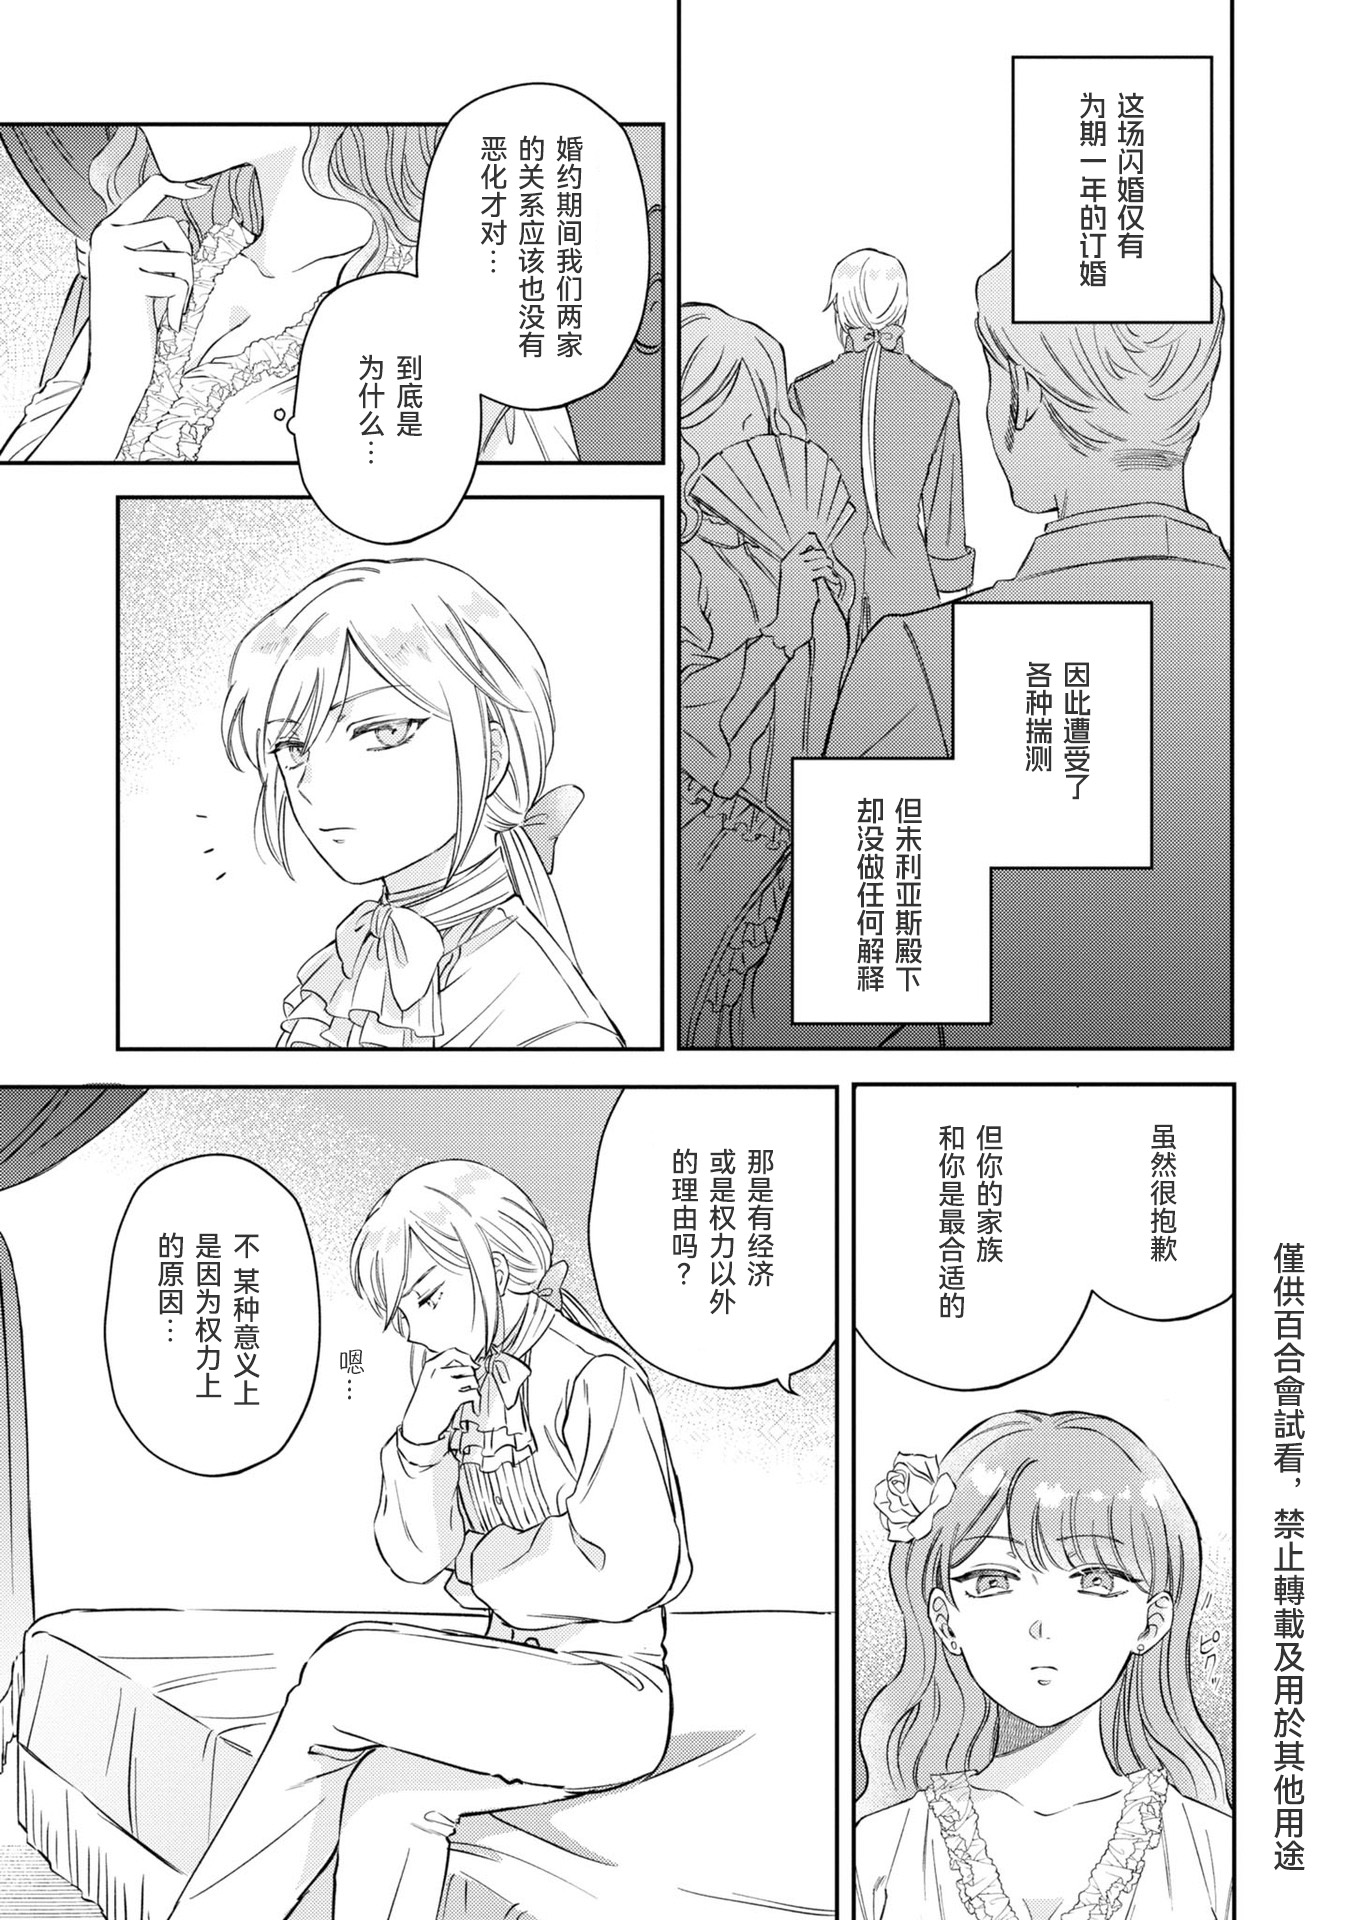 这场闪婚仅有
为期一年的订婚
因此遭受了
各种揣测
但朱利亚斯殿下
却没做任何解释
婚约期间我们两家
的关系应该也没有
恶化才对…
到底是
为什么…
虽然很抱歉
但你的家族
和你是最合适的
ピクッ
那是有经济
或是权力以外
的理由吗？
嗯…
不 某种意义上
是因为权力上
的原因…
僅供百合會試看，禁止轉載及用於其他用途